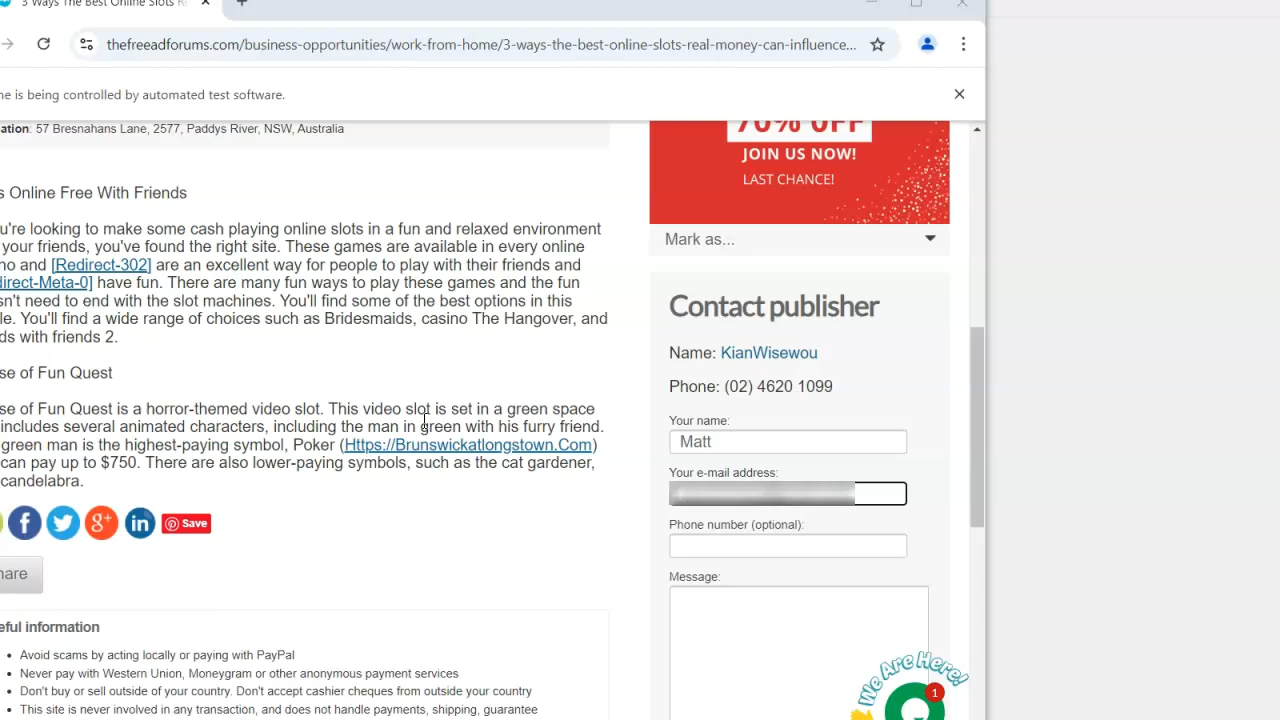 3 Ways The Best Online Slots R
thefreeadforums.com/business-opportunities/work-from-home/3-ways-the-best-online-slots-real-money-can-influence...
is being controlled by automated test software.
ation: 57 Bresnahans Lane, 2577, Paddys River, NSW, Australia
s Online Free With Friends
u're looking to make some cash playing online slots in a fun and relaxed environment
your friends, you've found the right site. These games are available in every online
no and [Redirect-302] are an excellent way for people to play with their friends and
direct-Meta-0] have fun. There are many fun ways to play these games and the fun
sn't need to end with the slot machines. You'll find some of the best options in this
le. You'll find a wide range of choices such as Bridesmaids, casino The Hangover, and
ds with friends 2.
se of Fun Quest
se of Fun Quest is a horror-themed video slot. This video slot is set in a green space
includes several animated characters, including the man in green with his furry friend.
green man is the highest-paying symbol, Poker (Https://Brunswickatlongstown.Com)
can pay up to $750. There are also lower-paying symbols, such as the cat gardener,
candelabra.
Save
hare
eful information
• Avoid scams by acting locally or paying with PayPal
• Never pay with Western Union, Moneygram or other anonymous payment services
• Don't buy or sell outside of your country. Don't accept cashier cheques from outside your country
• This site is never involved in any transaction, and does not handle payments, shipping, guarantee
70% OFF
JOIN US NOW!
LAST CHANCE!
Mark as...
Contact publisher
Name: KianWisewou
Phone: (02) 4620 1099
Your name:
Matt
Your e-mail address:
Phone number (optional):
Message:
We Are Here!
1